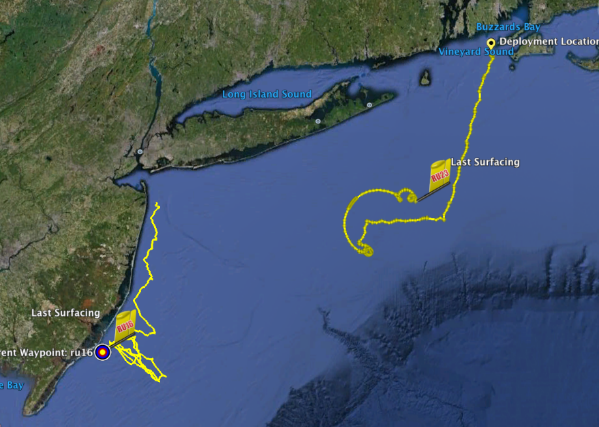 Buzzards Bay
Deployment Location
Vineyard Sound
Long Island Sound
Last Surfacing
RU23
Last Surfacing
RU16
ent Waypoint: ru16
e Bay